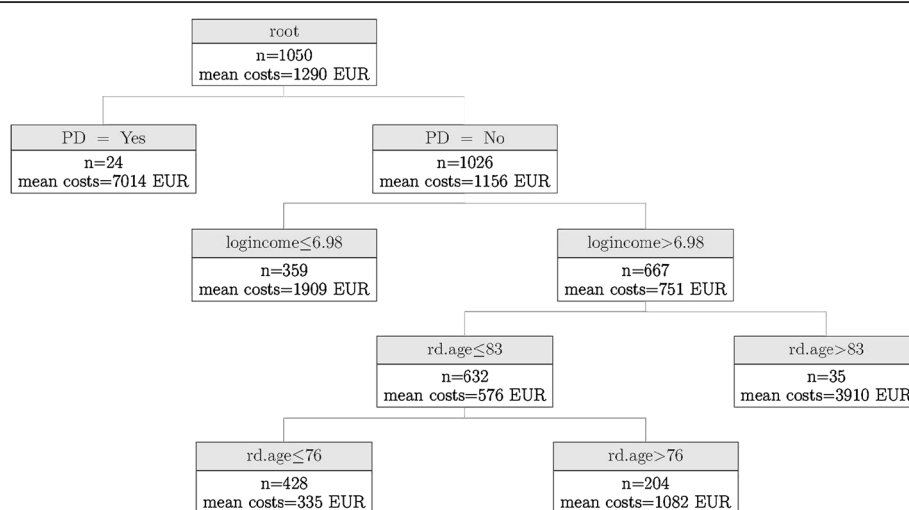 root
n=1050
mean costs=1290 EUR
PD = Yes
n=24
mean costs=7014 EUR
PD = No
n=1026
mean costs=1156 EUR
logincome≤6.98
n=359
mean costs=1909 EUR
logincome>6.98
n=667
mean costs=751 EUR
rd.age≤83
n=632
mean costs=576 EUR
rd.age>83
n=35
mean costs=3910 EUR
rd.age≤76
n=428
mean costs=335 EUR
rd.age>76
n=204
mean costs=1082 EUR